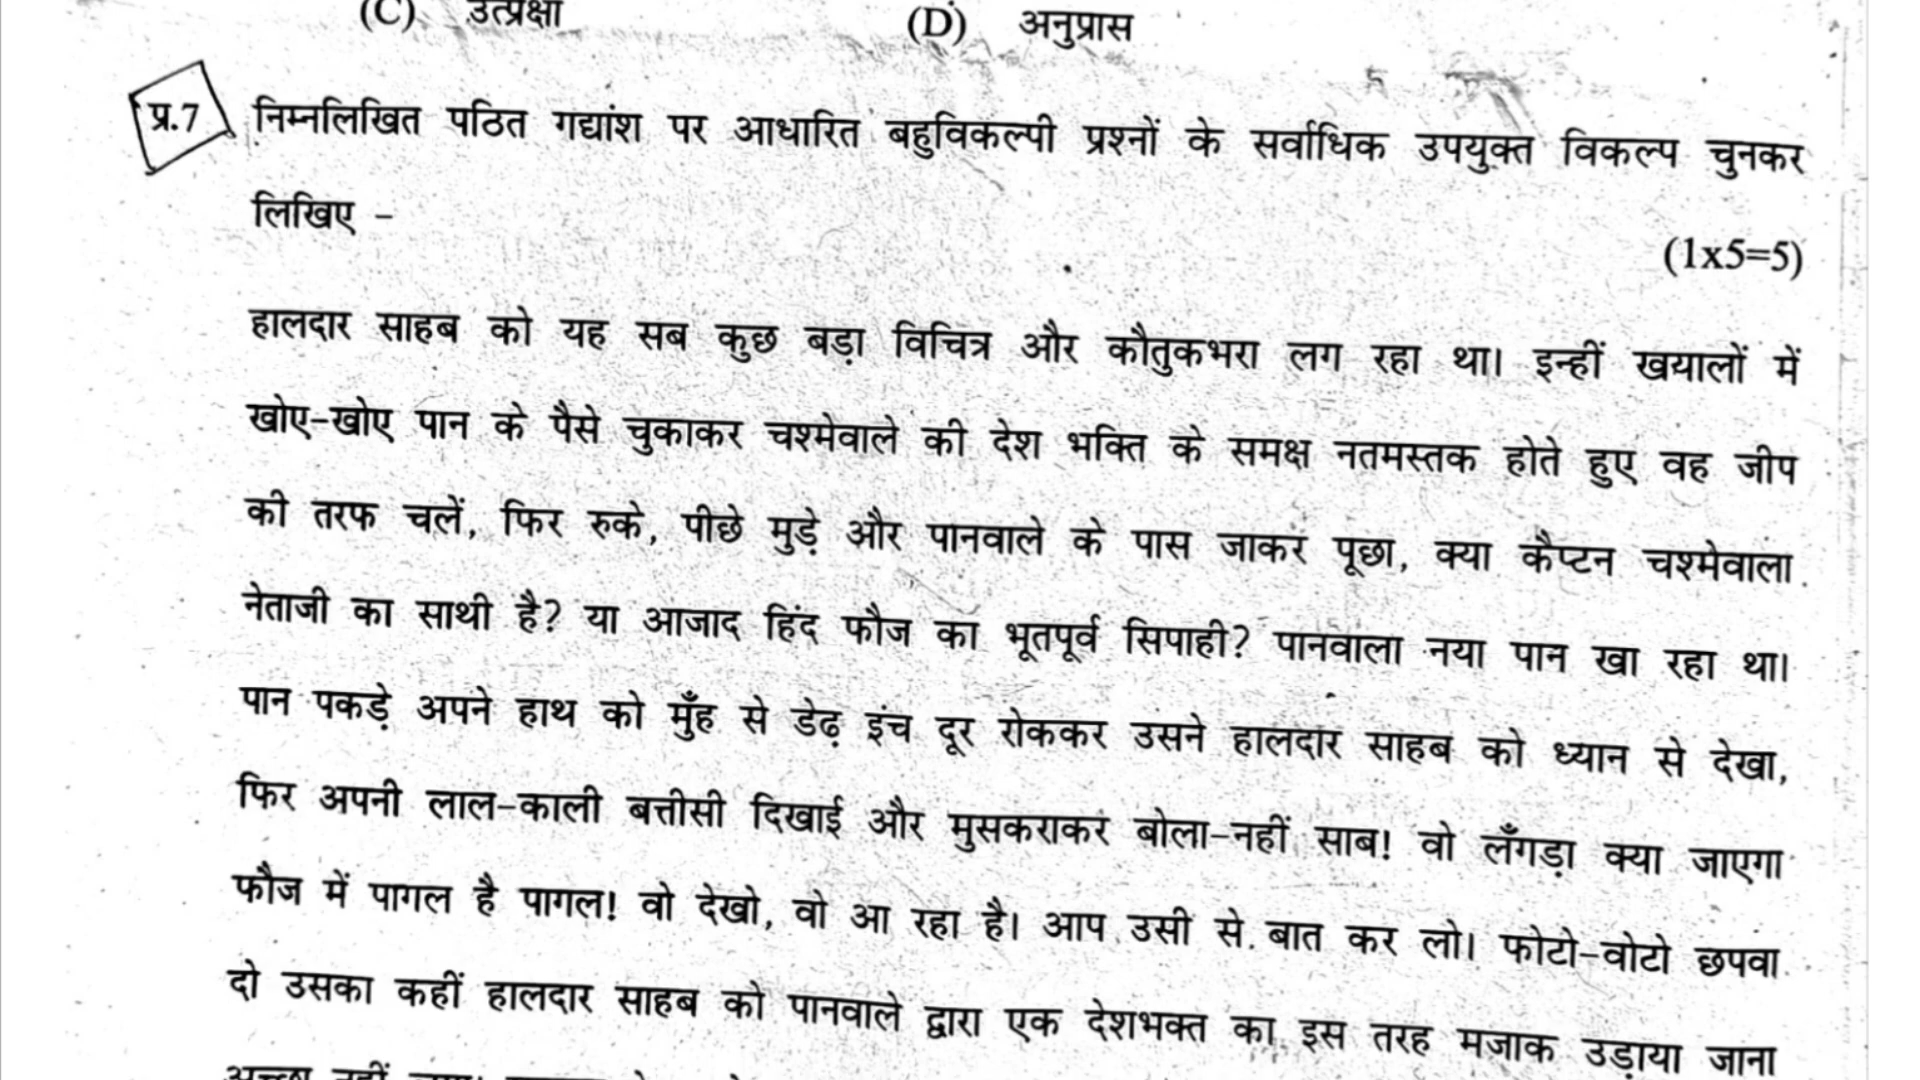 (C) उत्प्रेक्षा (D) अनुप्रास
प्र.7 निम्नलिखित पठित गद्यांश पर आधारित बहुविकल्पी प्रश्नों के सर्वाधिक उपयुक्त विकल्प चुनकर
लिखिए –
(1x5=5)
हालदार साहब को यह सब कुछ बड़ा विचित्र और कौतुकभरा लग रहा था। इन्हीं खयालों में
खोए-खोए पान के पैसे चुकाकर चश्मेवाले की देश भक्ति के समक्ष नतमस्तक होते हुए वह जीप
की तरफ चलें, फिर रुके, पीछे मुड़े और पानवाले के पास जाकर पूछा, क्या कैप्टन चश्मेवाला
नेताजी का साथी है? या आजाद हिंद फौज का भूतपूर्व सिपाही? पानवाला नया पान खा रहा था।
पान पकड़े अपने हाथ को मुँह से डेढ़ इंच दूर रोककर उसने हालदार साहब को ध्यान से देखा,
फिर अपनी लाल-काली बत्तीसी दिखाई और मुसकराकर बोला-नहीं साब! वो लँगड़ा क्या जाएगा
फौज में पागल है पागल! वो देखो, वो आ रहा है। आप उसी से बात कर लो। फोटो-वोटो छपवा
दो उसका कहीं हालदार साहब को पानवाले द्वारा एक देशभक्त का इस तरह मजाक उड़ाया जाना
अच्छा नहीं